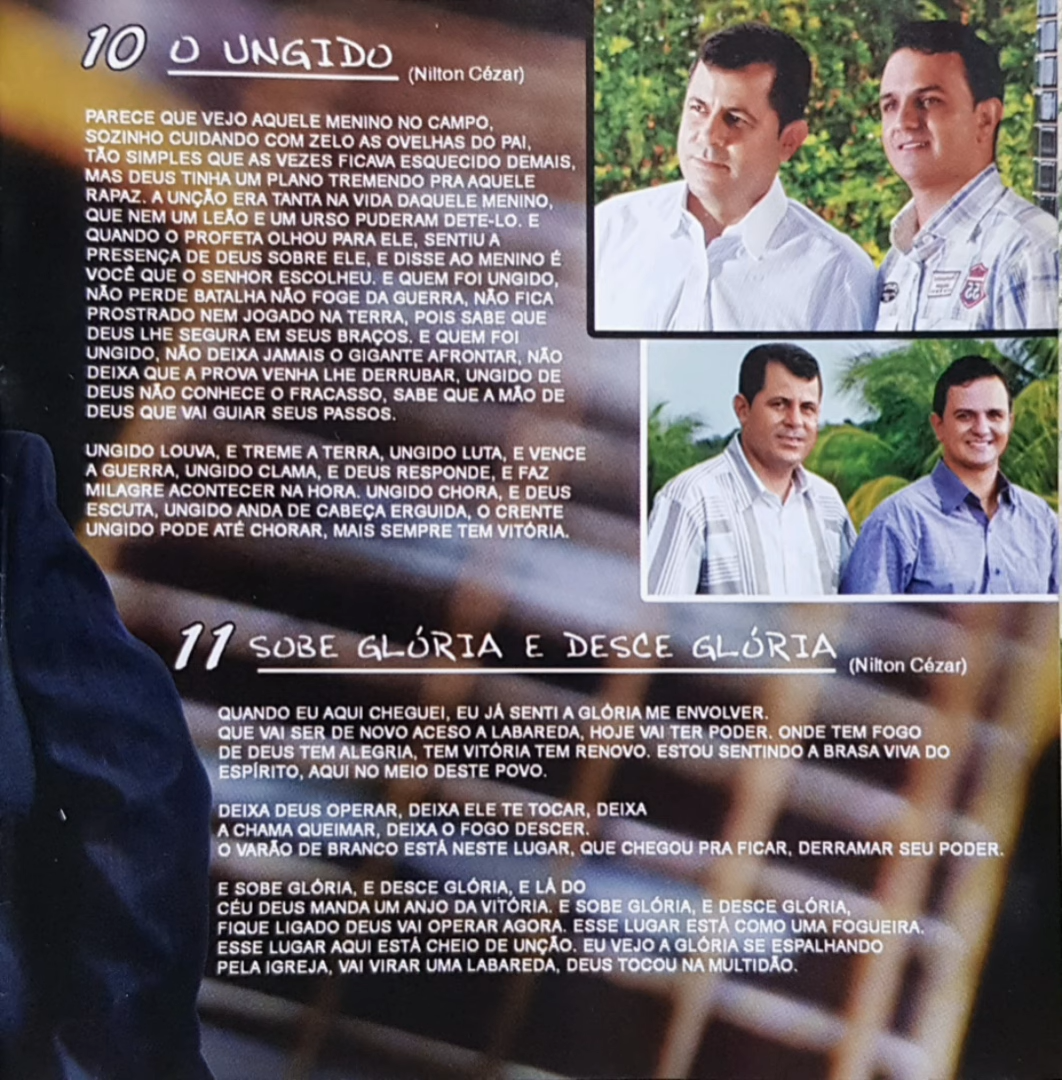 10 O UNGIDO (Nilton Cézar)
PARECE QUE VEJO AQUELE MENINO NO CAMPO,
SOZINHO CUIDANDO COM ZELO AS OVELHAS DO PAI,
TÃO SIMPLES QUE AS VEZES FICAVA ESQUECIDO DEMAIS,
MAS DEUS TINHA UM PLANO TREMENDO PRA AQUELE
RAPAZ. A UNÇÃO ERA TANTA NA VIDA DAQUELE MENINO,
QUE NEM UM LEÃO E UM URSO PUDERAM DETE-LO. E
QUANDO O PROFETA OLHOU PARA ELE, SENTIU A
PRESENÇA DE DEUS SOBRE ELE, E DISSE AO MENINO É
VOCÊ QUE O SENHOR ESCOLHEU. E QUEM FOI UNGIDO,
NÃO PERDE BATALHA NÃO FOGE DA GUERRA, NÃO FICA
PROSTRADO NEM JOGADO NA TERRA, POIS SABE QUE
DEUS LHE SEGURA EM SEUS BRAÇOS. E QUEM FOI
UNGIDO, NÃO DEIXA JAMAIS O GIGANTE AFRONTAR, NÃO
DEIXA QUE A PROVA VENHA LHE DERRUBAR, UNGIDO DE
DEUS NÃO CONHECE O FRACASSO, SABE QUE A MÃO DE
DEUS QUE VAI GUIAR SEUS PASSOS.
UNGIDO LOUVA, E TREME A TERRA, UNGIDO LUTA, E VENCE
A GUERRA, UNGIDO CLAMA, E DEUS RESPONDE, E FAZ
MILAGRE ACONTECER NA HORA. UNGIDO CHORA, E DEUS
ESCUTA, UNGIDO ANDA DE CABEÇA ERGUIDA, O CRENTE
UNGIDO PODE ATÉ CHORAR, MAIS SEMPRE TEM VITÓRIA.
11 SOBE GLÓRIA E DESCE GLÓRIA (Nilton Cézar)
QUANDO EU AQUI CHEGUEI, EU JÁ SENTI A GLÓRIA ME ENVOLVER.
QUE VAI SER DE NOVO ACESO A LABAREDA, HOJE VAI TER PODER. ONDE TEM FOGO
DE DEUS TEM ALEGRIA, TEM VITÓRIA TEM RENOVO. ESTOU SENTINDO A BRASA VIVA DO
ESPÍRITO, AQUI NO MEIO DESTE POVO.
DEIXA DEUS OPERAR, DEIXA ELE TE TOCAR, DEIXA
A CHAMA QUEIMAR, DEIXA O FOGO DESCER.
O VARÃO DE BRANCO ESTÁ NESTE LUGAR, QUE CHEGOU PRA FICAR, DERRAMAR SEU PODER.
E SOBE GLÓRIA, E DESCE GLÓRIA, E LÁ DO
CÉU DEUS MANDA UM ANJO DA VITÓRIA. E SOBE GLÓRIA, E DESCE GLÓRIA,
FIQUE LIGADO DEUS VAI OPERAR AGORA. ESSE LUGAR ESTÁ COMO UMA FOGUEIRA.
ESSE LUGAR AQUI ESTÁ CHEIO DE UNÇÃO. EU VEJO A GLÓRIA SE ESPALHANDO
PELA IGREJA, VAI VIRAR UMA LABAREDA, DEUS TOCOU NA MULTIDÃO.